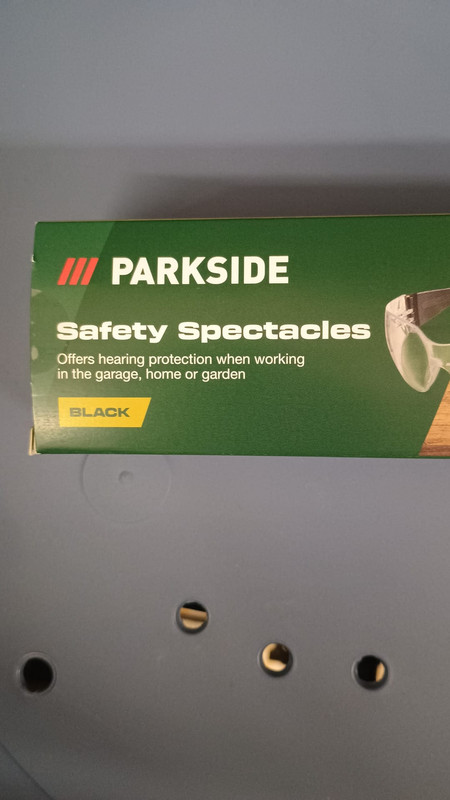 PARKSIDE
Safety Spectacles
Offers hearing protection when working
in the garage, home or garden
BLACK